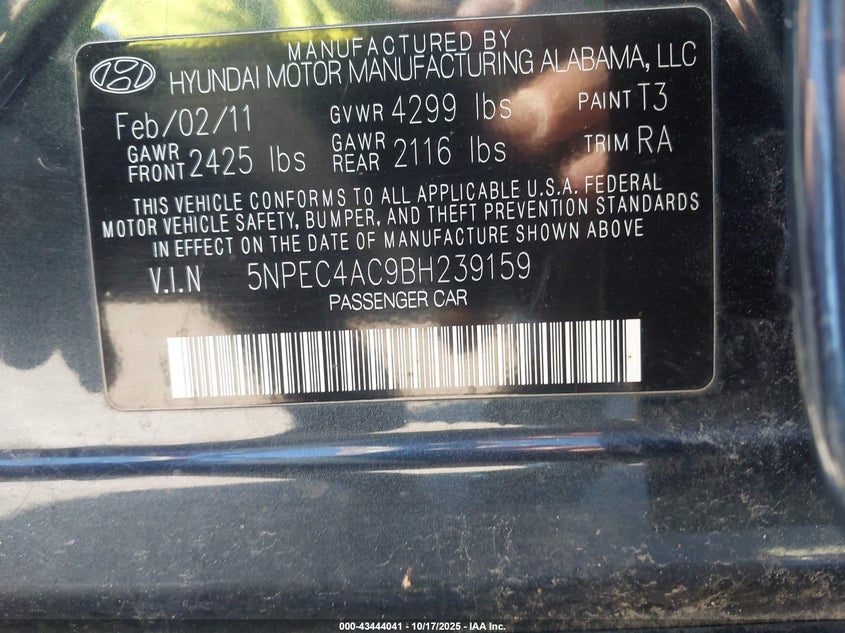 MANUFACTURED BY
HYUNDAI MOTOR MANUFACTURING ALABAMA, LLC
Feb/02/11 GVWR 4299 lbs PAINT T3
GAWR FRONT 2425 lbs GAWR REAR 2116 lbs TRIM RA
THIS VEHICLE CONFORMS TO ALL APPLICABLE U.S.A. FEDERAL
MOTOR VEHICLE SAFETY, BUMPER, AND THEFT PREVENTION STANDARDS
IN EFFECT ON THE DATE OF MANUFACTURE SHOWN ABOVE
V.I.N 5NPEC4AC9BH239159
PASSENGER CAR
000-43444041 | 10/17/2025 - IAA Inc.